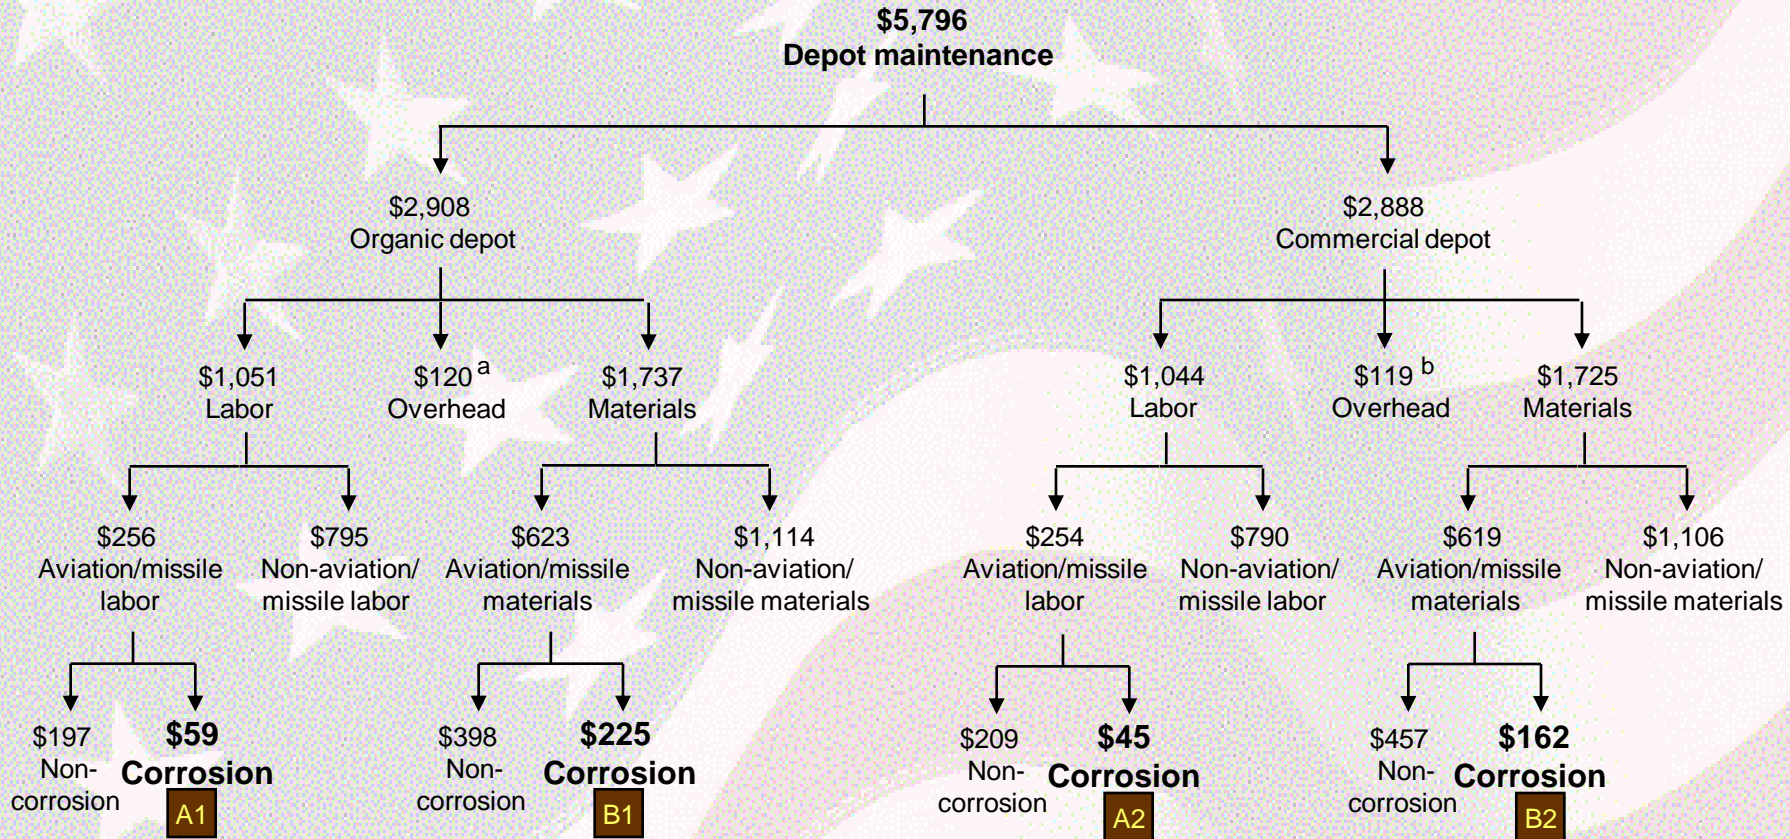 $5,796
Depot maintenance
$2,908
Organic depot
$2,888
Commercial depot
$1,051
Labor
$120 a
Overhead
$1,737
Materials
$1,044
Labor
$119 b
Overhead
$1,725
Materials
$256
Aviation/missile
labor
$795
Non-aviation/
missile labor
$623
Aviation/missile
materials
$1,114
Non-aviation/
missile materials
$254
Aviation/missile
labor
$790
Non-aviation/
missile labor
$619
Aviation/missile
materials
$1,106
Non-aviation/
missile materials
$197
Non-
corrosion
$59
Corrosion
A1
$398
Non-
corrosion
$225
Corrosion
B1
$209
Non-
corrosion
$45
Corrosion
A2
$457
Non-
corrosion
$162
Corrosion
B2